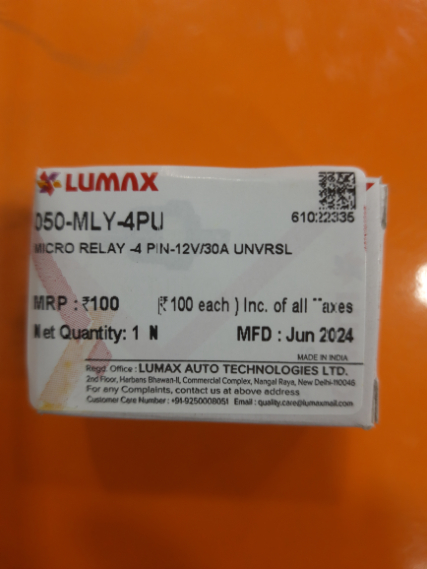 LUMAX
050-MLY-4PU
61022335
MICRO RELAY -4 PIN-12V/30A UNVRSL
MRP : ₹100 (₹100 each ) Inc. of all Taxes
Net Quantity: 1 N MFD : Jun 2024
MADE IN INDIA
Regd. Office : LUMAX AUTO TECHNOLOGIES LTD.
2nd Floor, Harbans Bhawan-II, Commercial Complex, Nangal Raya, New Delhi-110046
For any Complaints, contact us at above address
Customer Care Number : +91-9250008051 Email : quality.care@lumaxmail.com